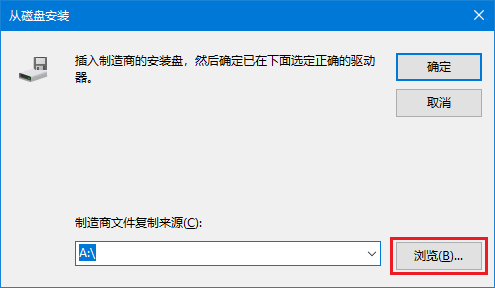 从磁盘安装
插入制造商的安装盘，然后确定已在下面选定正确的驱动
器。
确定
取消
制造商文件复制来源(C):
A:\
浏览(B)...